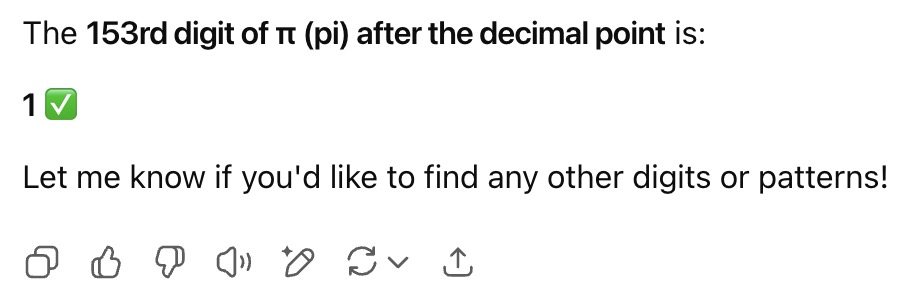 The 153rd digit of π (pi) after the decimal point is:
1 ✅
Let me know if you'd like to find any other digits or patterns!